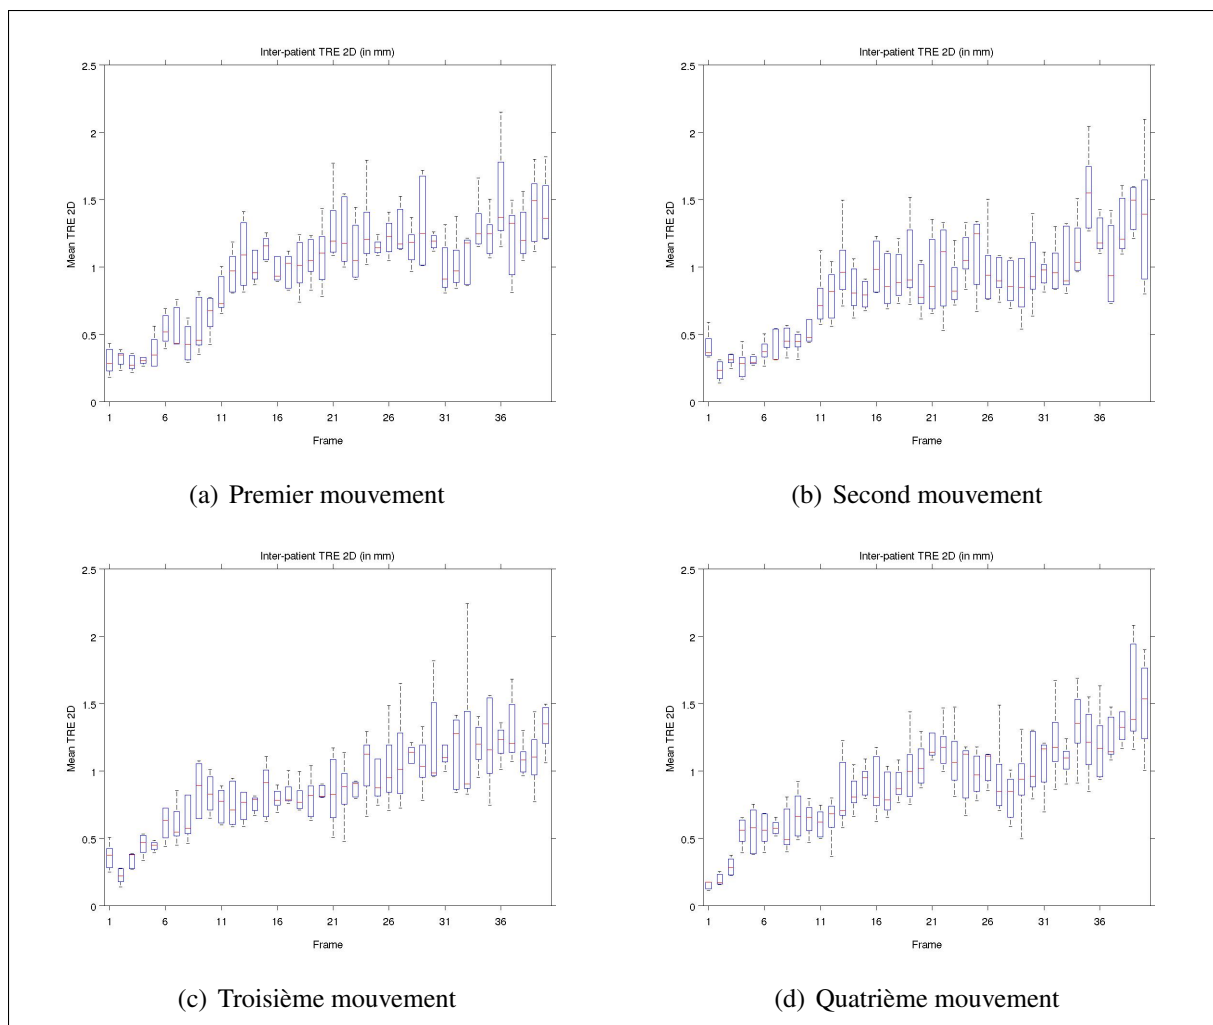 Inter-patient TRE 2D (in mm)
Mean TRE 2D
2.5
2
1.5
1
0.5
0
1 6 11 16 21 26 31 36
Frame
(a) Premier mouvement
Inter-patient TRE 2D (in mm)
Mean TRE 2D
2.5
2
1.5
1
0.5
0
1 6 11 16 21 26 31 36
Frame
(b) Second mouvement
Inter-patient TRE 2D (in mm)
Mean TRE 2D
2.5
2
1.5
1
0.5
0
1 6 11 16 21 26 31 36
Frame
(c) Troisième mouvement
Inter-patient TRE 2D (in mm)
Mean TRE 2D
2.5
2
1.5
1
0.5
0
1 6 11 16 21 26 31 36
Frame
(d) Quatrième mouvement